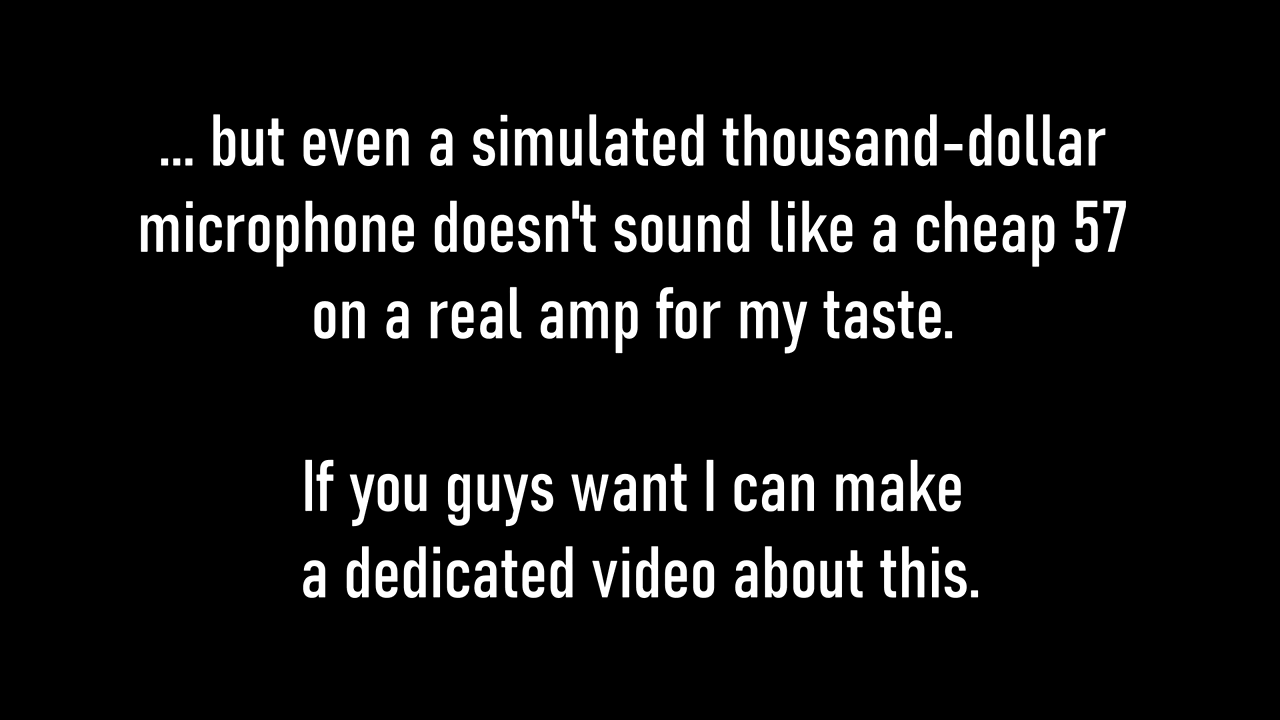 ... but even a simulated thousand-dollar
microphone doesn't sound like a cheap 57
on a real amp for my taste.
If you guys want I can make
a dedicated video about this.